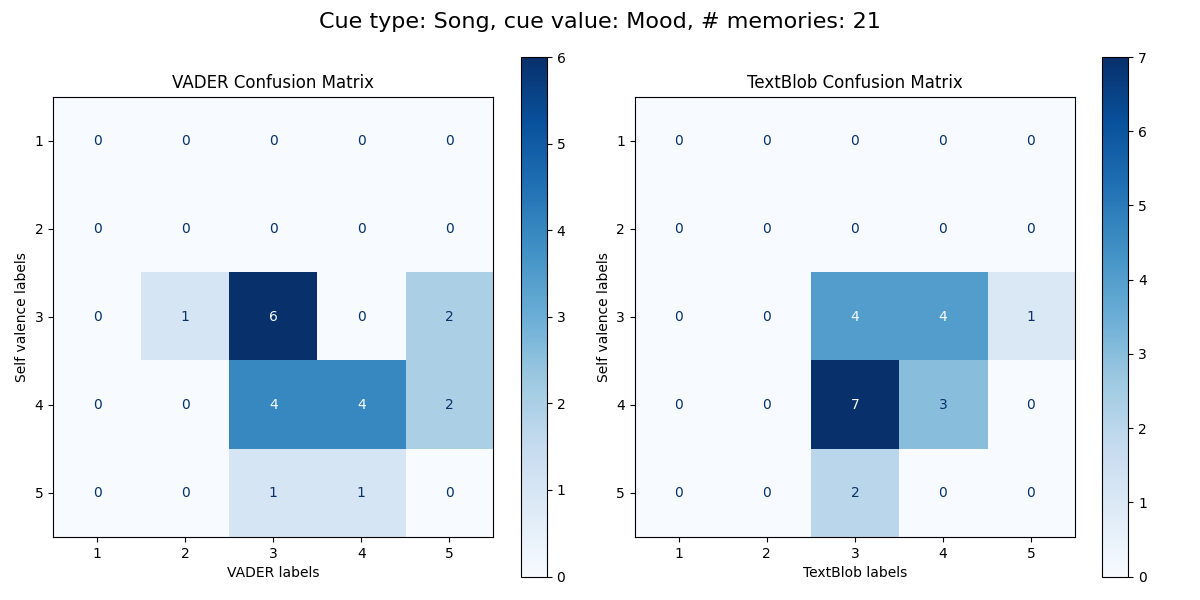 Cue type: Song, cue value: Mood, # memories: 21
VADER Confusion Matrix
Self valence labels
1 0 0 0 0 0
2 0 0 0 0 0
3 0 1 6 0 2
4 0 0 4 4 2
5 0 0 1 1 0
1 2 3 4 5
VADER labels
6
5
4
3
2
1
0
TextBlob Confusion Matrix
Self valence labels
1 0 0 0 0 0
2 0 0 0 0 0
3 0 0 4 4 1
4 0 0 7 3 0
5 0 0 2 0 0
1 2 3 4 5
TextBlob labels
7
6
5
4
3
2
1
0